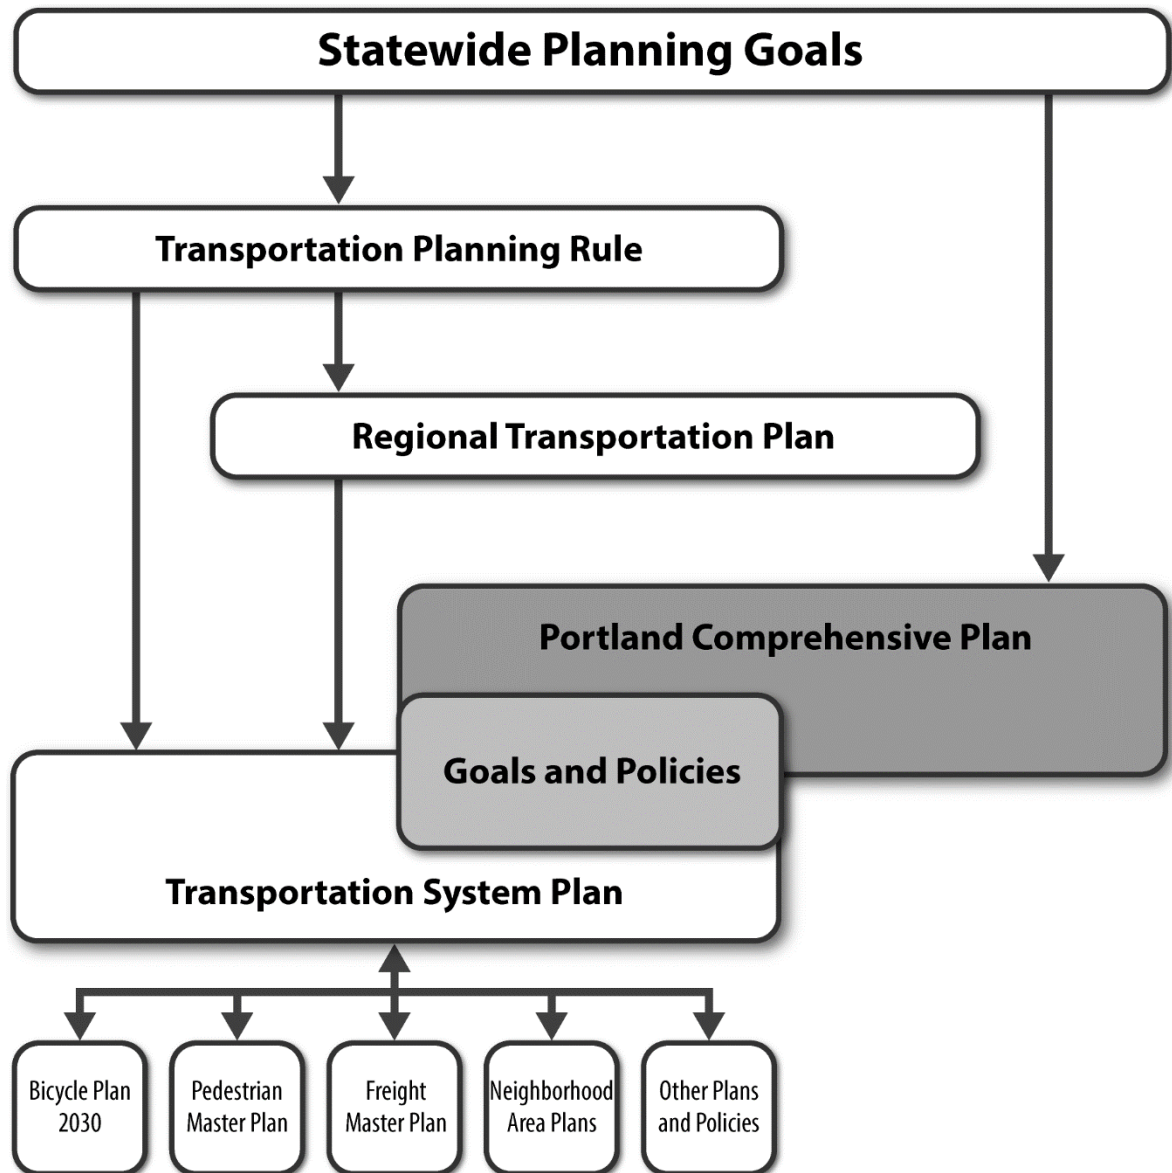 Statewide Planning Goals
Transportation Planning Rule
Regional Transportation Plan
Portland Comprehensive Plan
Goals and Policies
Transportation System Plan
Bicycle Plan
2030
Pedestrian
Master Plan
Freight
Master Plan
Neighborhood
Area Plans
Other Plans
and Policies